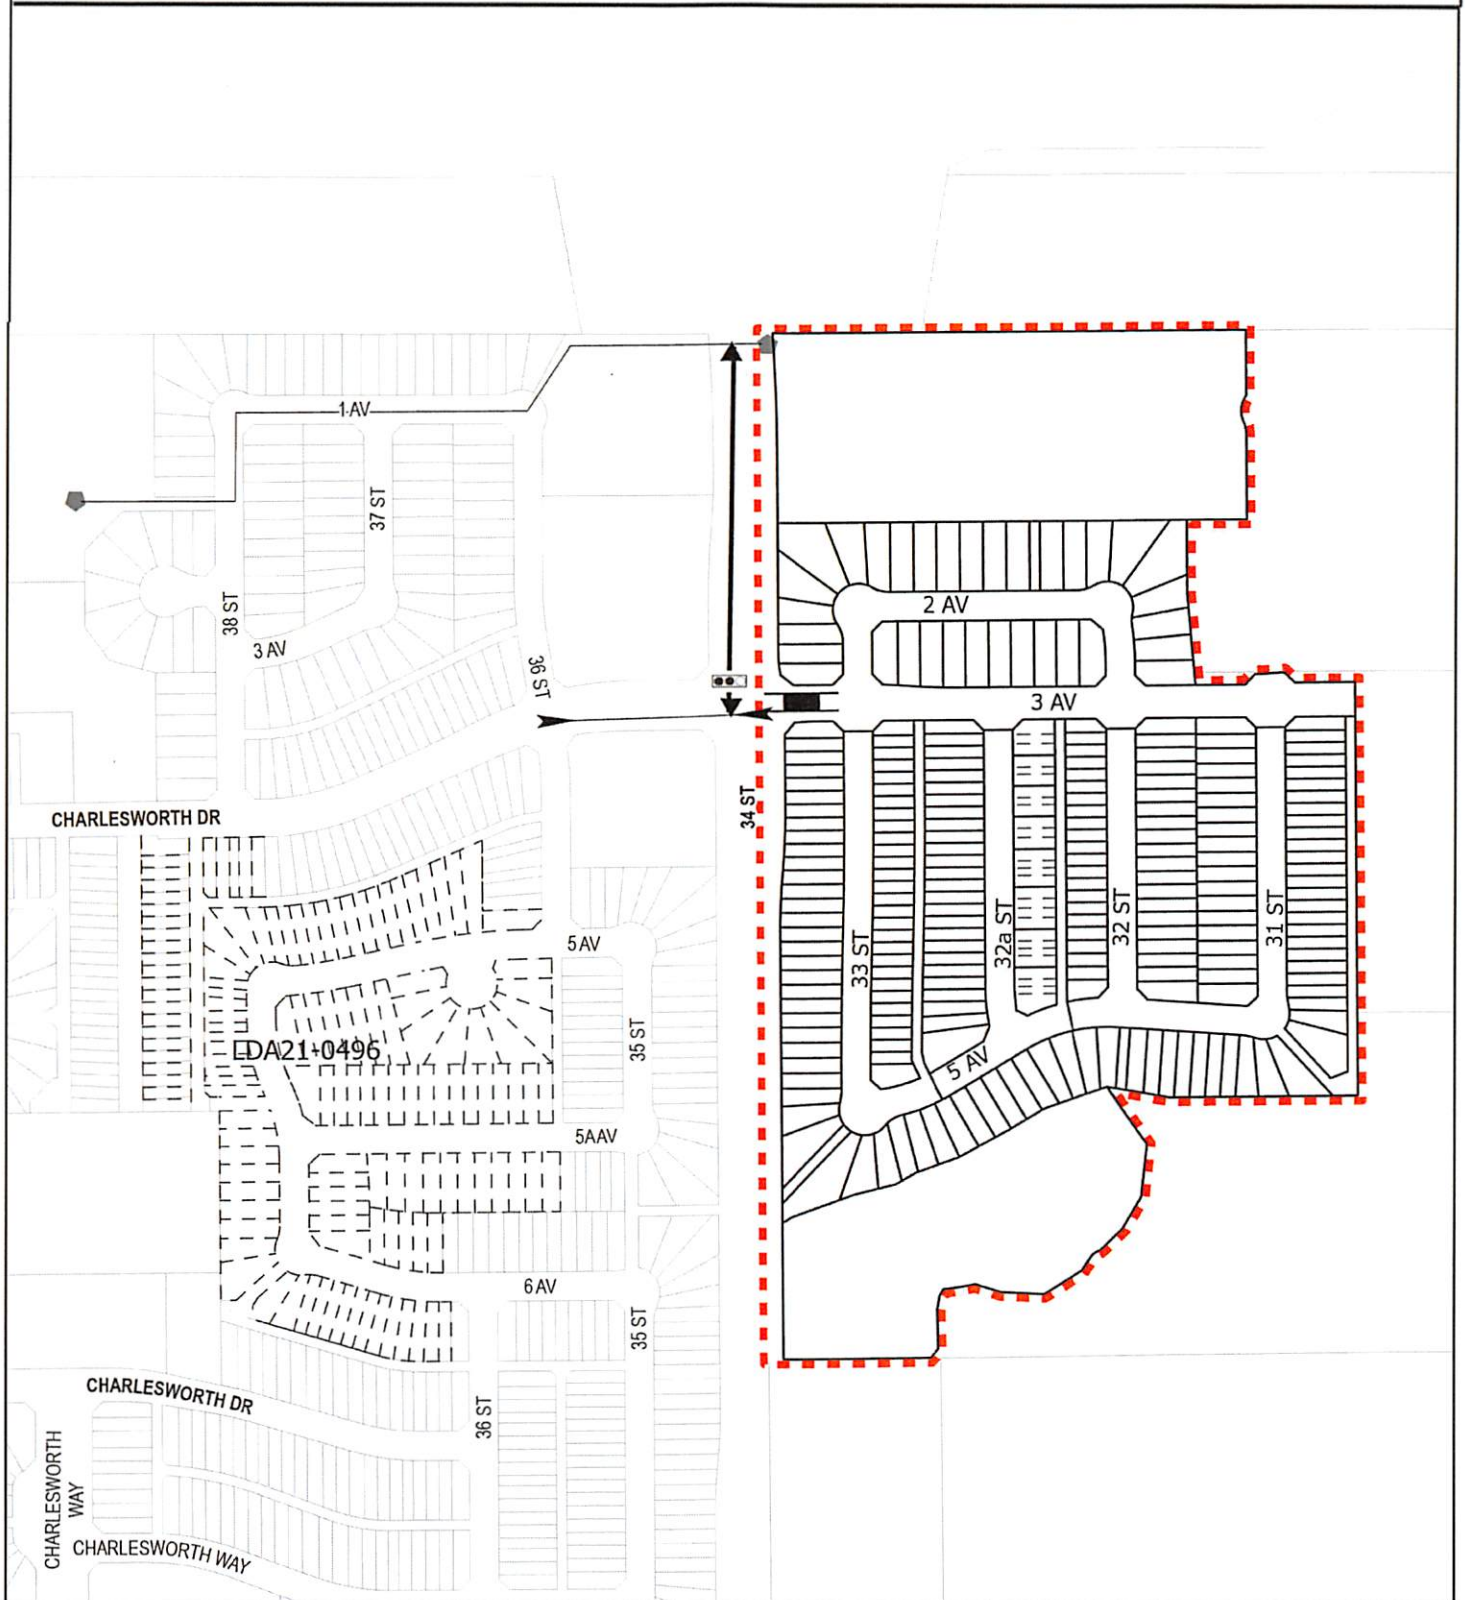 1 AV
37 ST
38 ST
2 AV
3 AV
36 ST
3 AV
34 ST
CHARLESWORTH DR
33 ST
32a ST
32 ST
31 ST
5 AV
35 ST
LDA21-0496
5 AV
5A AV
6 AV
35 ST
CHARLESWORTH DR
36 ST
CHARLESWORTH
WAY
CHARLESWORTH WAY